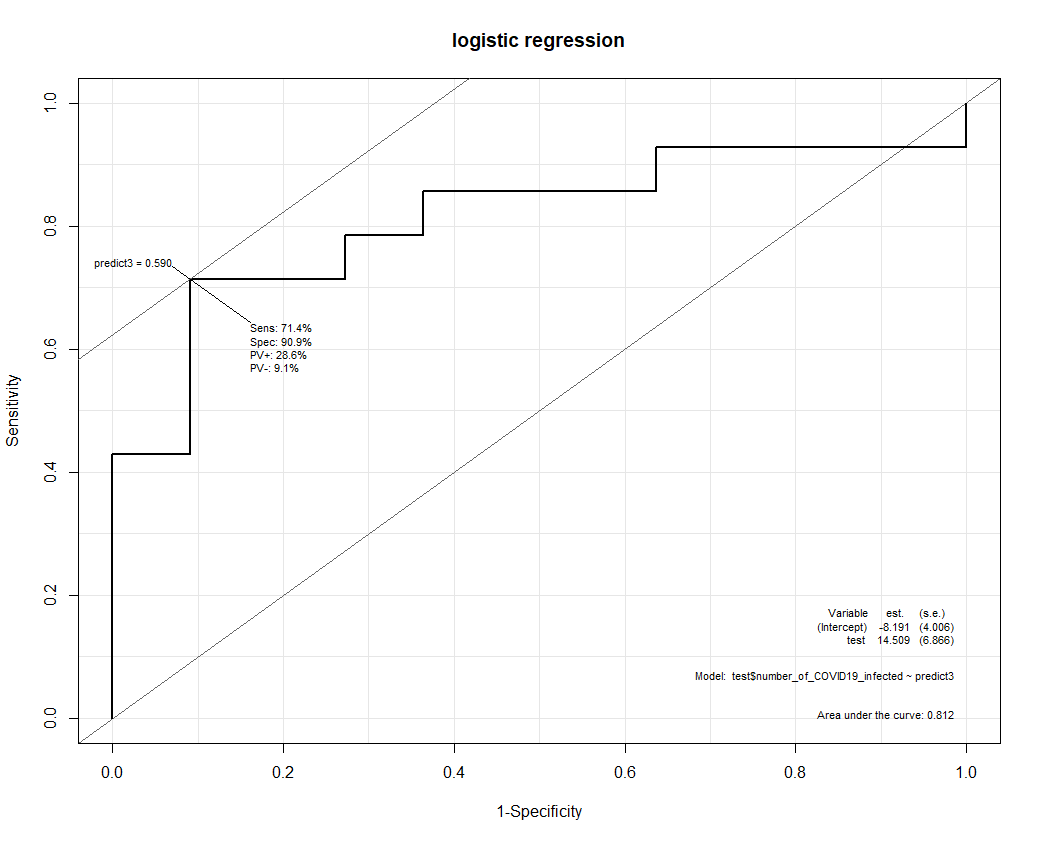 logistic regression
1.0
0.8
0.6
0.4
0.2
0.0
Sensitivity
predict3 = 0.590
Sens: 71.4%
Spec: 90.9%
PV+: 28.6%
PV-: 9.1%
Variable est. (s.e.)
(Intercept) -8.191 (4.006)
test 14.509 (6.866)
Model: test$number_of_COVID19_infected ~ predict3
Area under the curve: 0.812
0.0 0.2 0.4 0.6 0.8 1.0
1-Specificity